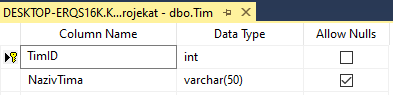 DESKTOP-ERQS16K.K...rojekat - dbo.Tim
Column Name Data Type Allow Nulls
TimID int
NazivTima varchar(50)